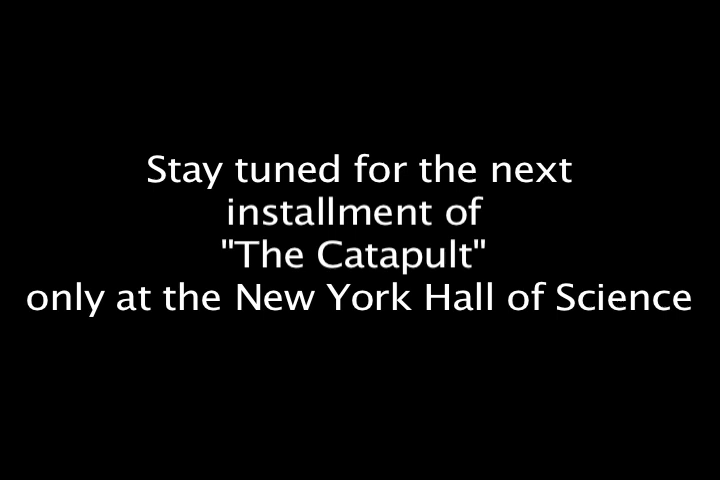 Stay tuned for the next
installment of
"The Catapult"
only at the New York Hall of Science